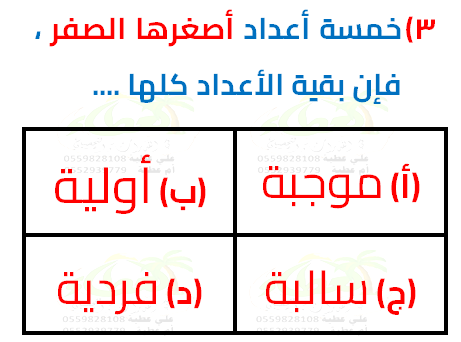 ٣) خمسة أعداد أصغرها الصفر ،
فإن بقية الأعداد كلها ....
(أ) موجبة
(ب) أولية
(ج) سالبة
(د) فردية